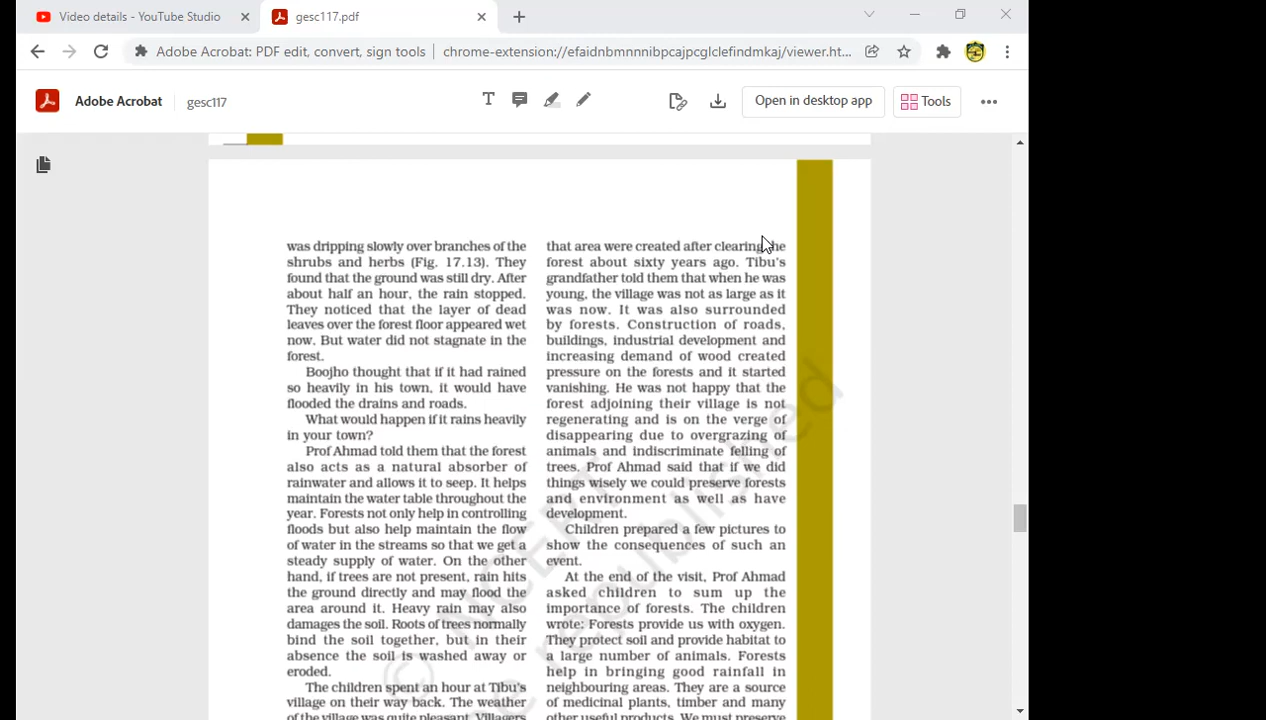 Video details - YouTube Studio
gesc117.pdf
Adobe Acrobat: PDF edit, convert, sign tools
chrome-extension://efaidnbmnnnibpcajpcglclefindmkaj/viewer.ht...
Adobe Acrobat
gesc117
Open in desktop app
Tools
was dripping slowly over branches of the
shrubs and herbs (Fig. 17.13). They
found that the ground was still dry. After
about half an hour, the rain stopped.
They noticed that the layer of dead
leaves over the forest floor appeared wet
now. But water did not stagnate in the
forest.
Boojho thought that if it had rained
so heavily in his town, it would have
flooded the drains and roads.
What would happen if it rains heavily
in your town?
Prof Ahmad told them that the forest
also acts as a natural absorber of
rainwater and allows it to seep. It helps
maintain the water table throughout the
year. Forests not only help in controlling
floods but also help maintain the flow
of water in the streams so that we get a
steady supply of water. On the other
hand, if trees are not present, rain hits
the ground directly and may flood the
area around it. Heavy rain may also
damages the soil. Roots of trees normally
bind the soil together, but in their
absence the soil is washed away or
eroded.
The children spent an hour at Tibu's
village on their way back. The weather
of the village was quite pleasant. Villagers
that area were created after clearing the
forest about sixty years ago. Tibu's
grandfather told them that when he was
young, the village was not as large as it
was now. It was also surrounded
by forests. Construction of roads,
buildings, industrial development and
increasing demand of wood created
pressure on the forests and it started
vanishing. He was not happy that the
forest adjoining their village is not
regenerating and is on the verge of
disappearing due to overgrazing of
animals and indiscriminate felling of
trees. Prof Ahmad said that if we did
things wisely we could preserve forests
and environment as well as have
development.
Children prepared a few pictures to
show the consequences of such an
event.
At the end of the visit, Prof Ahmad
asked children to sum up the
importance of forests. The children
wrote: Forests provide us with oxygen.
They protect soil and provide habitat to
a large number of animals. Forests
help in bringing good rainfall in
neighbouring areas. They are a source
of medicinal plants, timber and many
other useful products. We must preserve
© NCERT
be republished